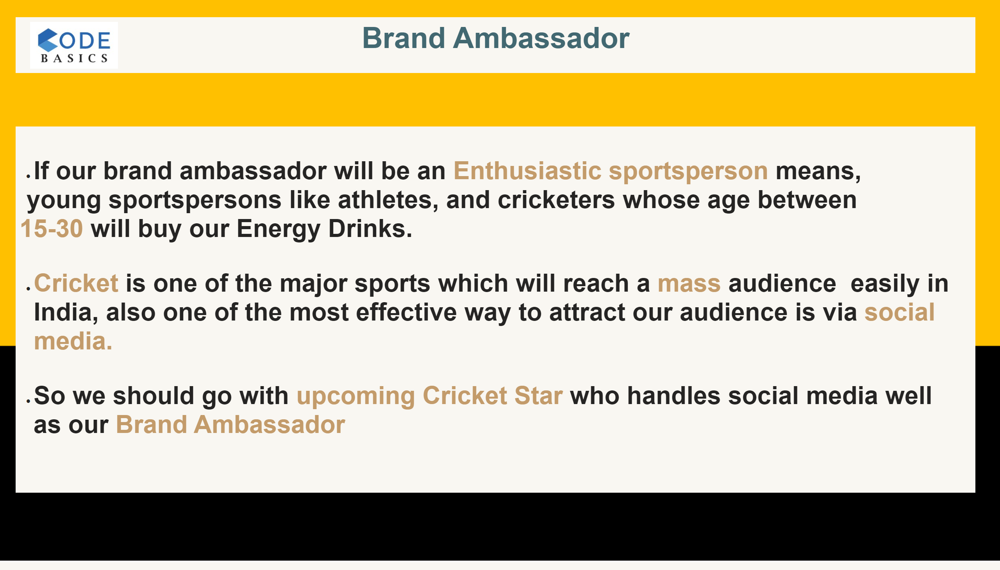 CODE
BASICS
Brand Ambassador
• If our brand ambassador will be an Enthusiastic sportsperson means,
young sportspersons like athletes, and cricketers whose age between
15-30 will buy our Energy Drinks.
• Cricket is one of the major sports which will reach a mass audience  easily in
India, also one of the most effective way to attract our audience is via social
media.
• So we should go with upcoming Cricket Star who handles social media well
as our Brand Ambassador